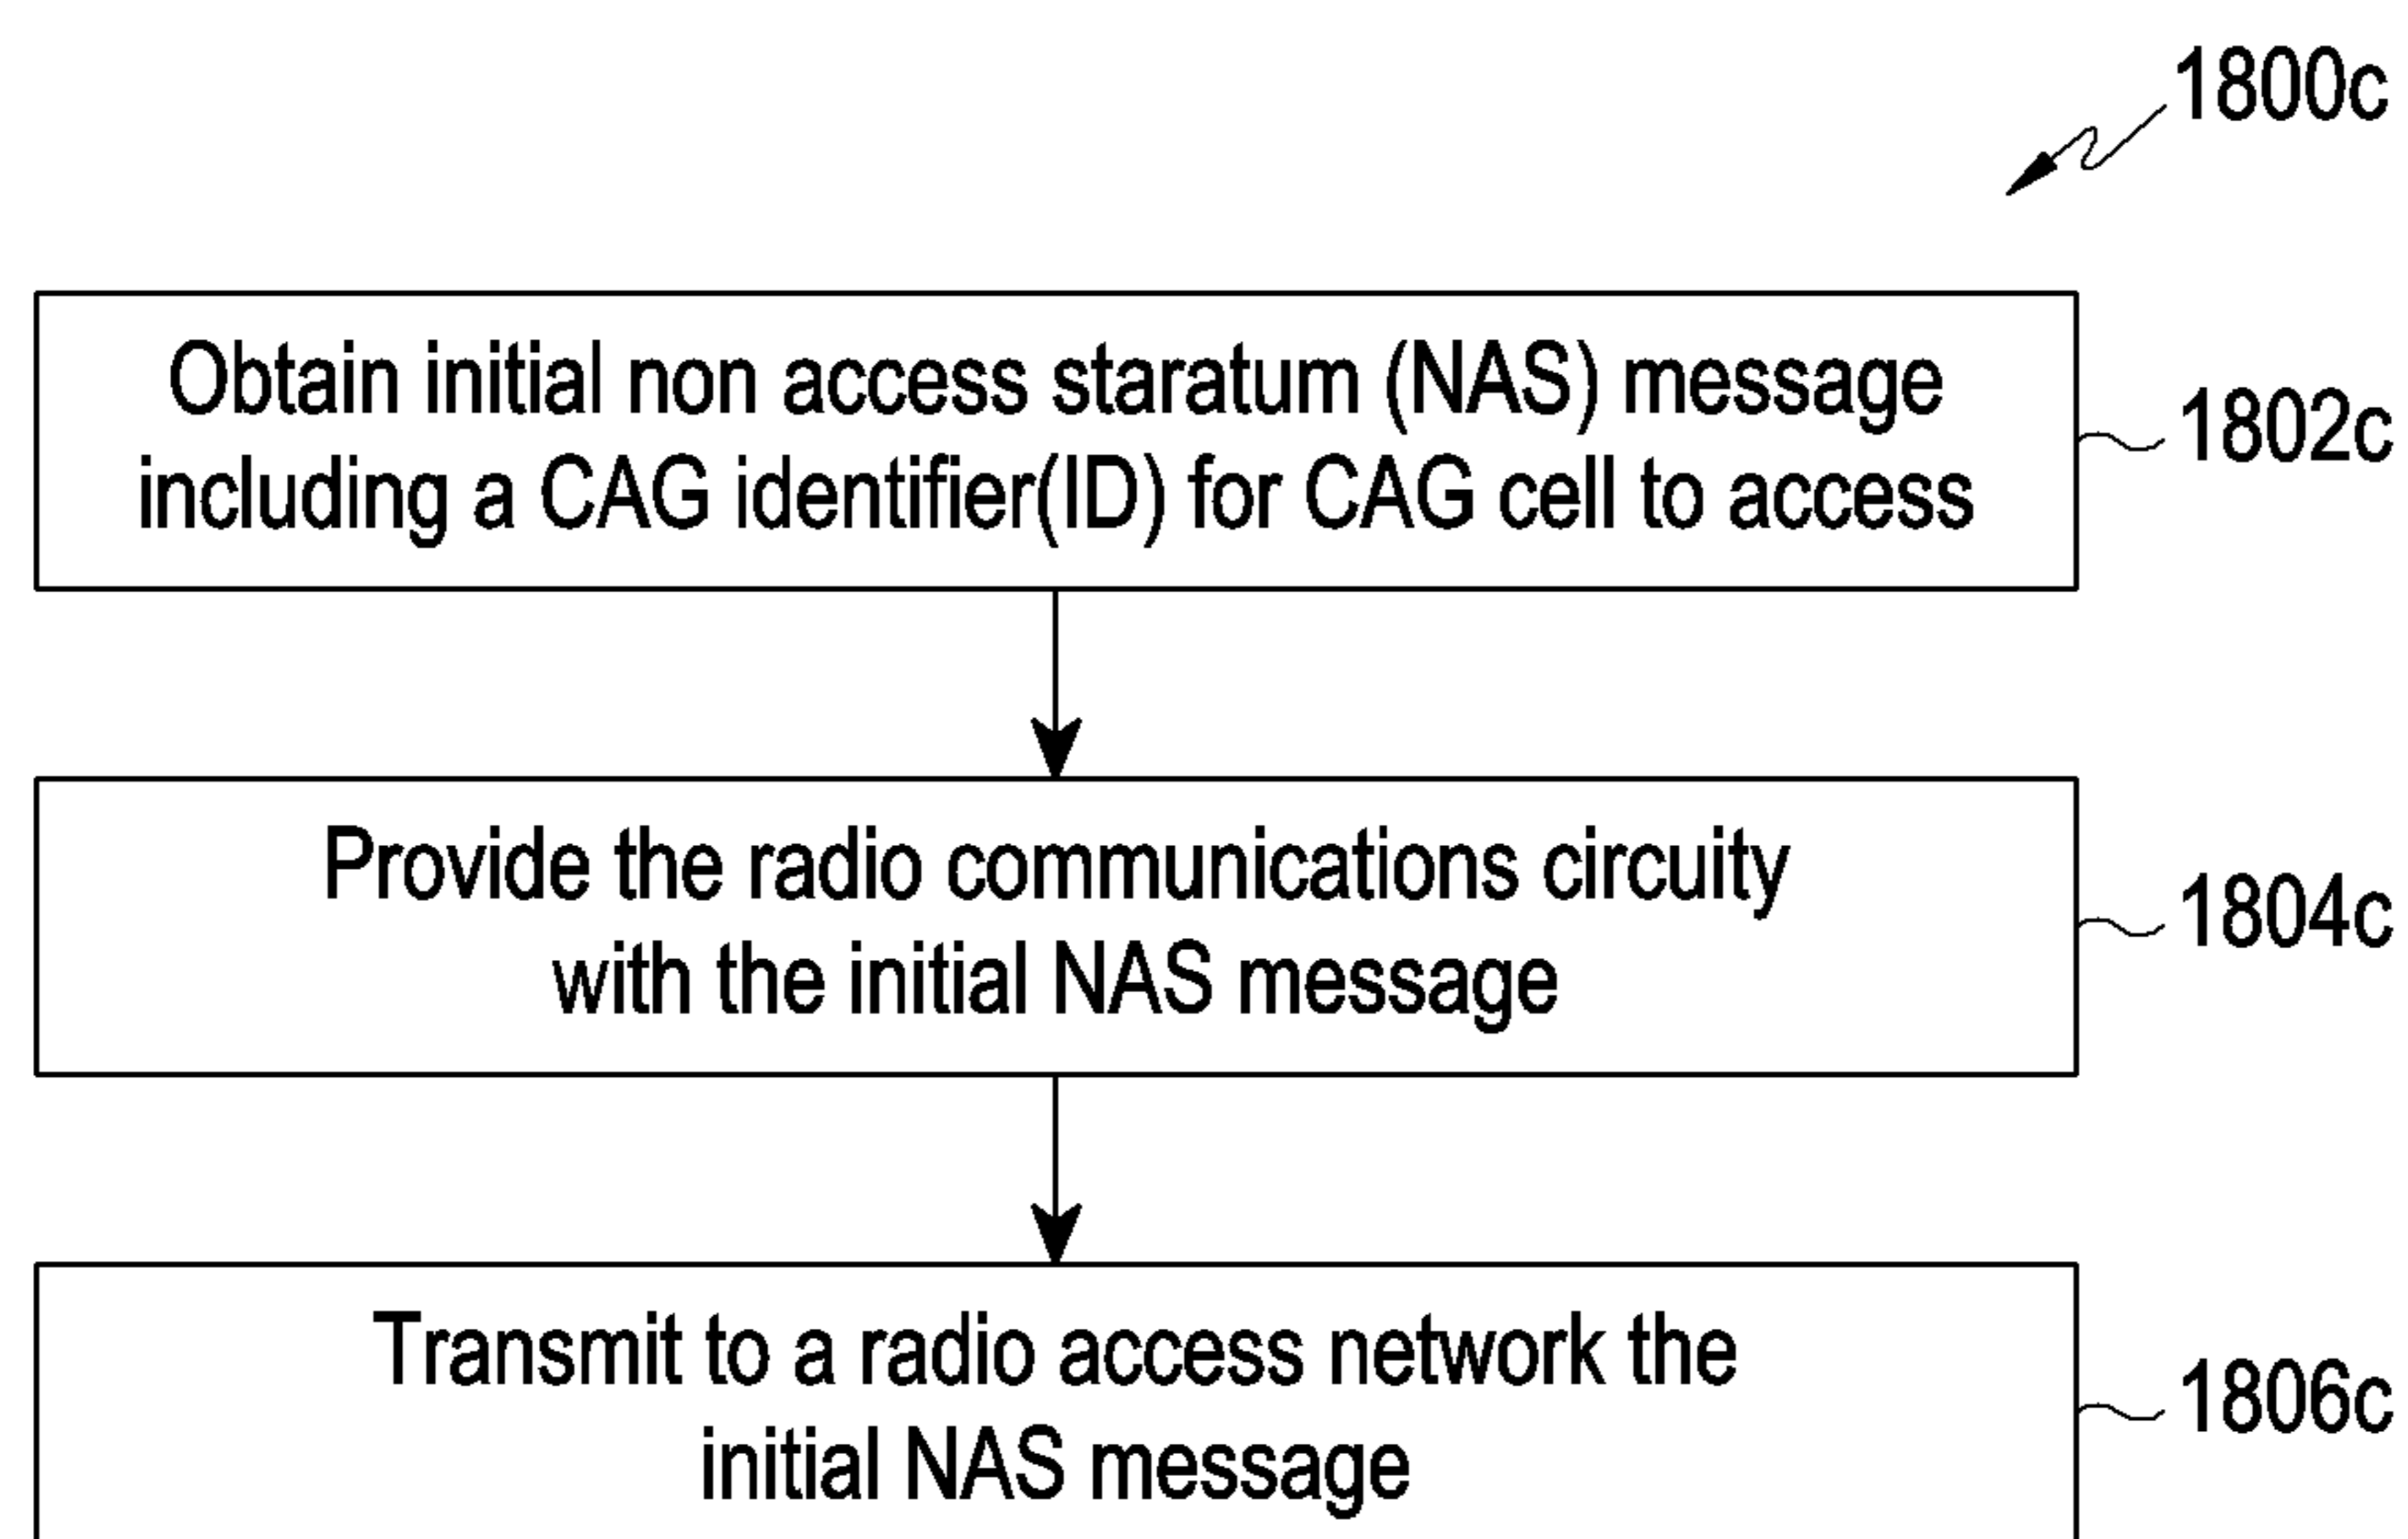 1800c
Obtain initial non access staratum (NAS) message
including a CAG identifier(ID) for CAG cell to access
1802c
Provide the radio communications circuity
with the initial NAS message
1804c
Transmit to a radio access network the
initial NAS message
1806c